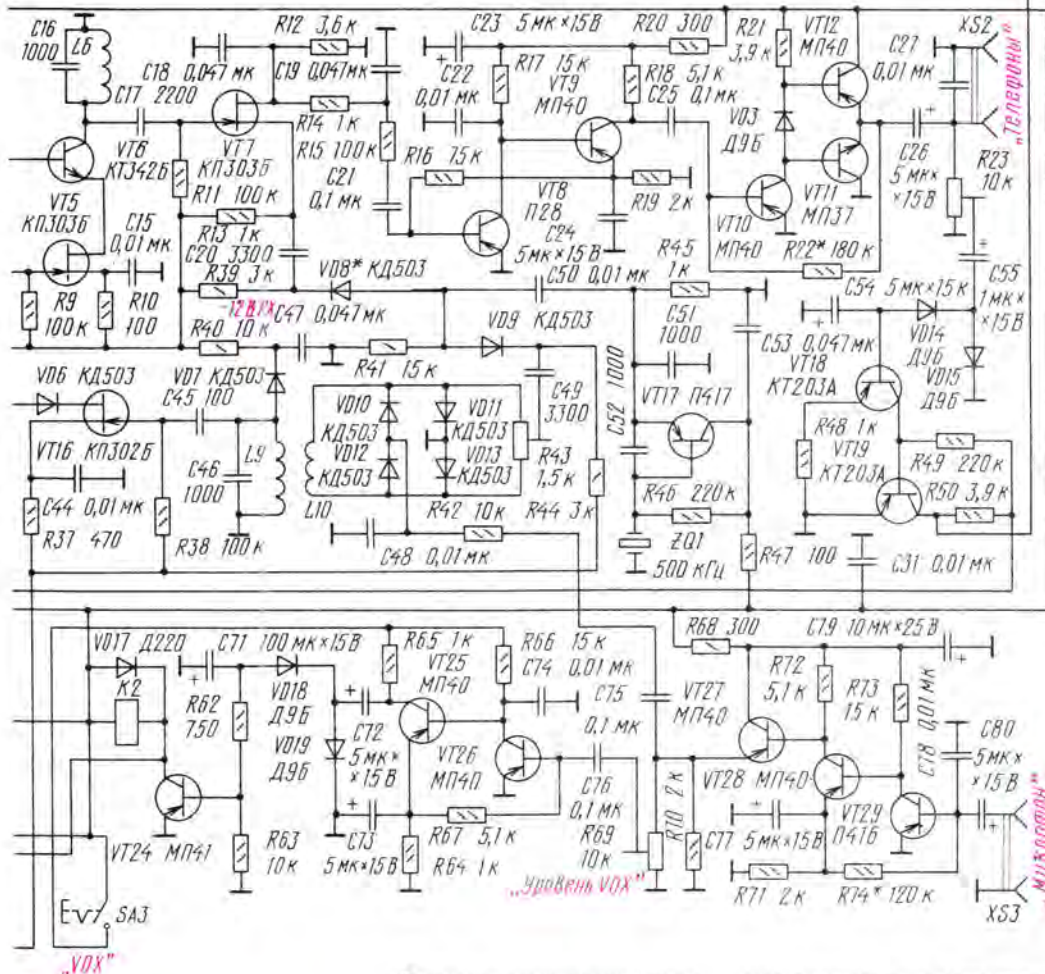 C16
1000
L6
R12 3,6 к
C18
0,047 мк
C19 0,047 мк
C17 2200
R14 1 к
VT6
КТ342Б
VT7
КП303Б
R15 100 к
C21
0,1 мк
R11 100 к
VT5
КП303Б
C15
0,01 мк
R13 1 к
C20 3300
R39 3 к
R9
100 к
R10
100
-12 В TX
R40 10 к
C23 5 мк × 15 В
R20 300
C22
0,01 мк
R17 15 к
VT9
МП40
R18 5,1 к
C25 0,1 мк
R16 75 к
VT8
П28
C24
5 мк × 15 В
R19 2 к
R21
3,9 к
VT12
МП40
VD3
Д9Б
VT11
МП37
VT10
МП40
R22* 180 к
C27
0,01 мк
C26
5 мк ×
× 15 В
XS2
„Телефоны"
R23
10 к
C55
1 мк ×
× 15 В
VD8* КД503
C50 0,01 мк
R45
1 к
C47 0,047 мк
VD9 КД503
R41 15 к
C51
1000
C53 0,047 мк
C54 5 мк × 15 к
VD14
Д9Б
VD15
Д9Б
VT18
КТ203А
VD6 КД503
VD7 КД503
C45 100
VT16
КП302Б
C44 0,01 мк
R37 470
C46
1000
L9
R38 100 к
L10
VD10
КД503
VD12
КД503
VD11
КД503
VD13
КД503
C49
3300
R43
1,5 к
R42 10 к
R44 3 к
C48 0,01 мк
C52 1000
VT17 П417
R46 220 к
ZQ1
500 кГц
R47 100
R48 1 к
VT19
КТ203А
R49
220 к
R50 3,9 к
C31 0,01 мк
VD17 Д220
K2
C71 100 мк × 15 В
R62
750
VD18
Д9Б
VD19
Д9Б
C72
5 мк ×
× 15 В
C73
5 мк × 15 В
R65 1 к
VT25
МП40
VT26
МП40
R66 15 к
C74 0,01 мк
C75
0,1 мк
C76
0,1 мк
R67 5,1 к
R64 1 к
R69
10 к
„Уровень VOX"
VT24 МП41
R63
10 к
SA3
„VOX"
R68 300
C79 10 мк × 25 В
VT27
МП40
R72
5,1 к
R73
15 к
0,01 мк
C78
C80
5 мк ×
× 15 В
VT28 МП40
VT29
П416
R10 2 к
C77
5 мк × 15 В
R71 2 к
R74* 120 к
XS3
„Микрофон"